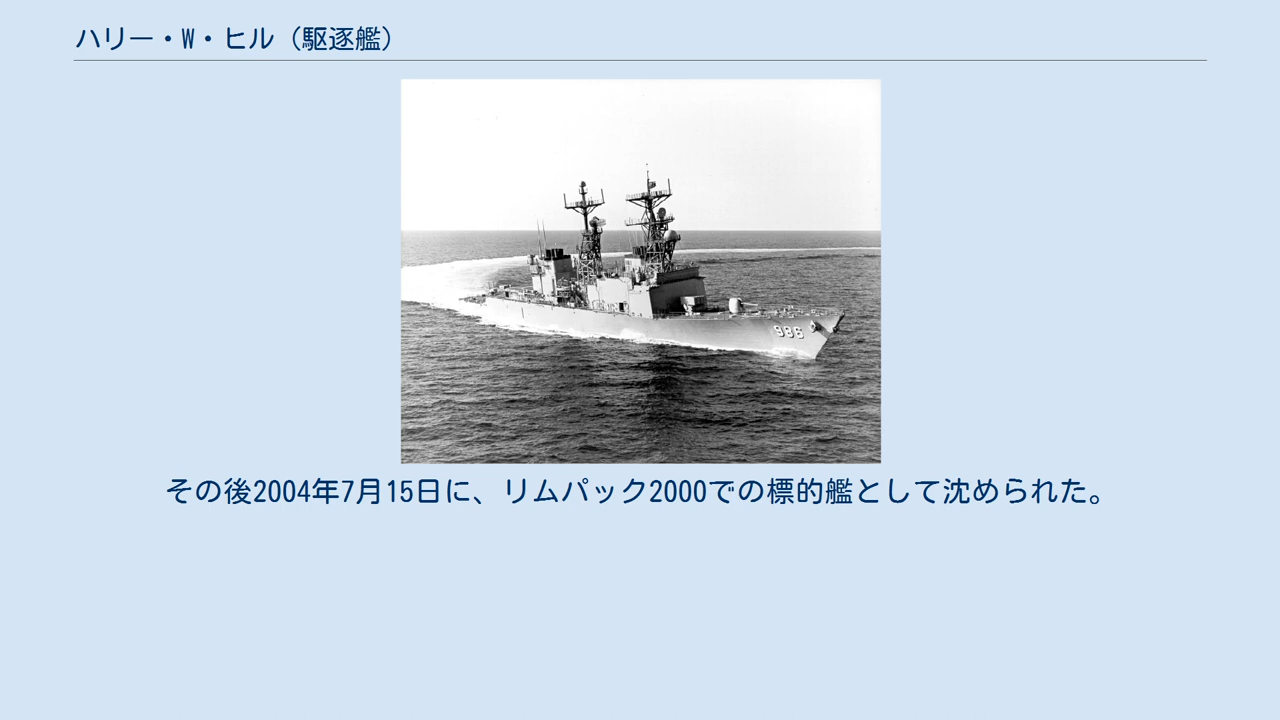 ハリー・W・ヒル（駆逐艦）
986
その後2004年7月15日に、リムパック2000での標的艦として沈められた。